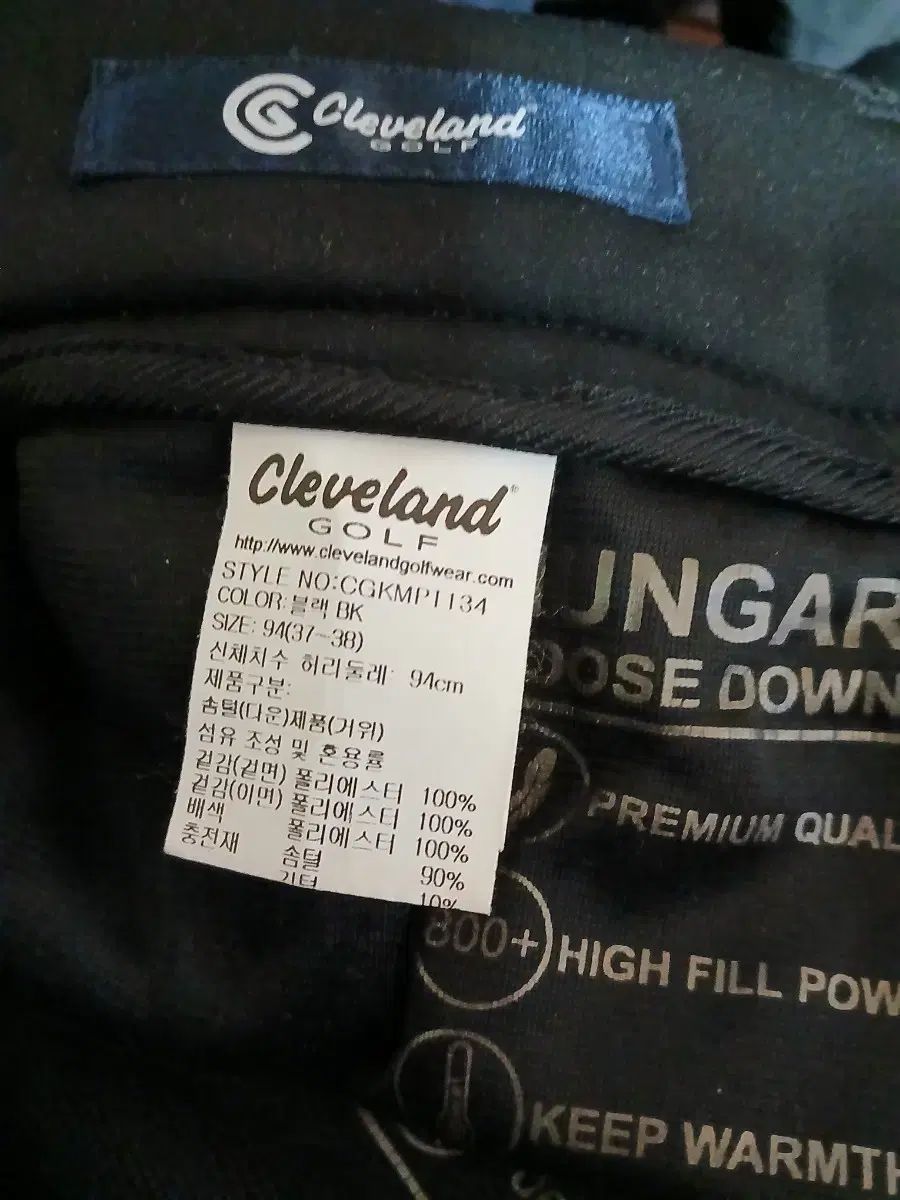 CG Cleveland
GOLF
Cleveland
GOLF
http://www.clevelandgolfwear.com
STYLE NO:CGKMP1134
COLOR:블랙 BK
SIZE: 94(37-38)
신체치수 허리둘레: 94cm
제품구분:
솜털(다운)제품(거위)
섬유 조성 및 혼용률
겉감(겉면) 폴리에스터 100%
겉감(이면) 폴리에스터 100%
배색 폴리에스터 100%
충전재 솜털 90%
깃털 10%
DOWN
PREMIUM
800+ HIGH FILL
KEEP WARMTH